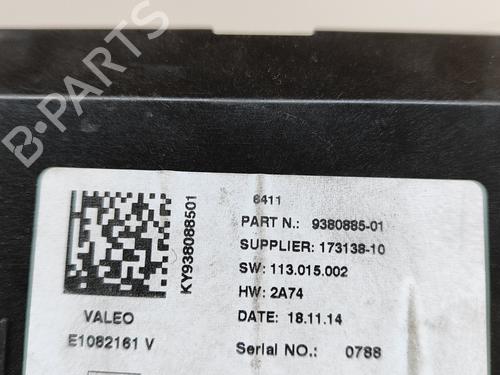 B-PARTS
KY938088501
6411
PART N.: 9380885-01
SUPPLIER: 173138-10
SW: 113.015.002
HW: 2A74
DATE: 18.11.14
Serial NO.: 0788
VALEO
E1082161 V